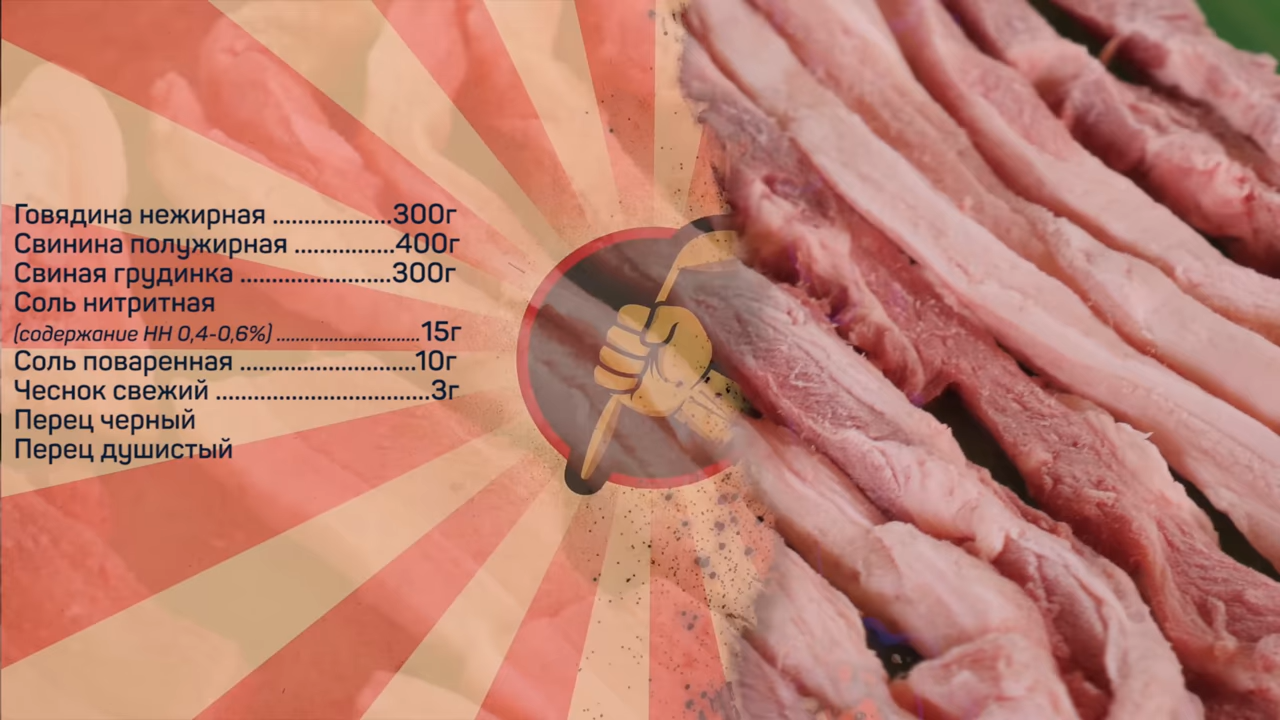 Говядина нежирная ..................300г
Свинина полужирная ...............400г
Свиная грудинка .......................300г
Соль нитритная
(содержание НН 0,4-0,6%) ..................................15г
Соль поваренная ...........................10г
Чеснок свежий .................................3г
Перец черный
Перец душистый